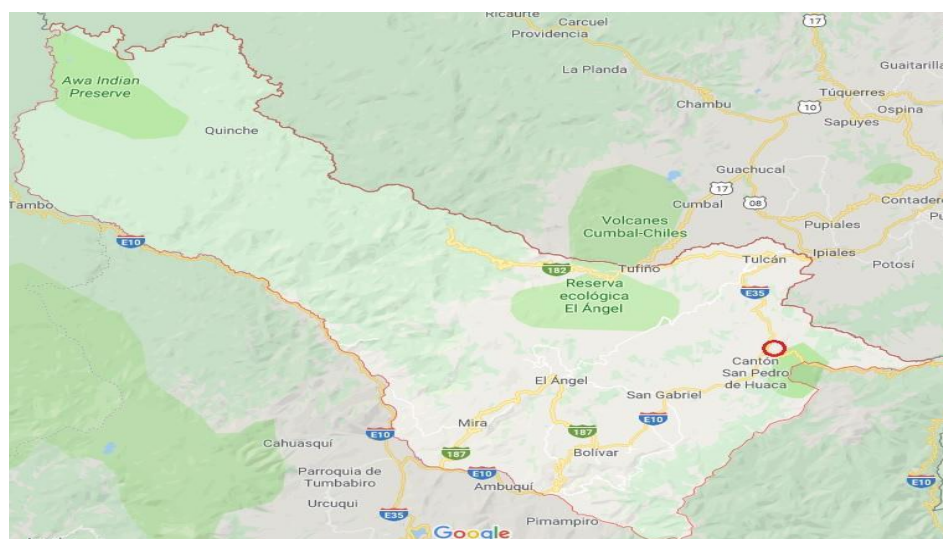 Ricaurte
Carcuel
Providencia
17
Guaitarilla
Awa Indian
Preserve
La Planda
Chambu
10
Túquerres
Ospina
Sapuyes
Quinche
Guachucal
17
08
Cumbal
Contadero
Tambo
E10
Volcanes
Cumbal-Chiles
Pupiales
Ipiales
Potosí
182
Tufiño
Tulcán
E35
Reserva
ecológica
El Ángel
Cantón
San Pedro
de Huaca
El Ángel
San Gabriel
Mira
E10
187
E10
Cahuasquí
187
Bolívar
E10
Parroquia de
Tumbabiro
Ambuquí
E10
Urcuqui
E35
Pimampiro
Google